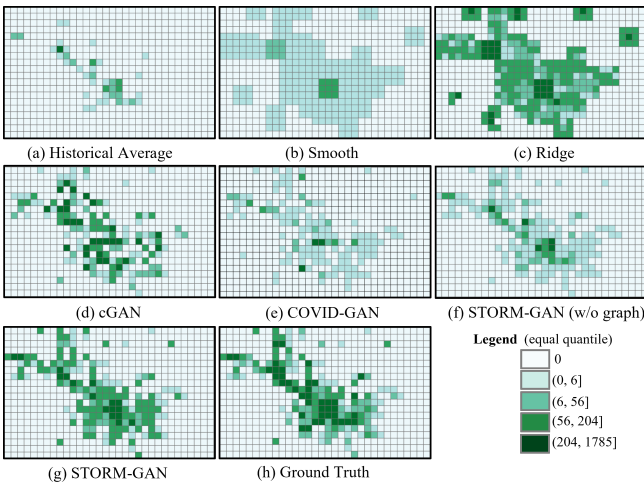 (a) Historical Average
(b) Smooth
(c) Ridge
(d) cGAN
(e) COVID-GAN
(f) STORM-GAN (w/o graph)
Legend (equal quantile)
0
(0, 6]
(6, 56]
(56, 204]
(204, 1785]
(g) STORM-GAN
(h) Ground Truth